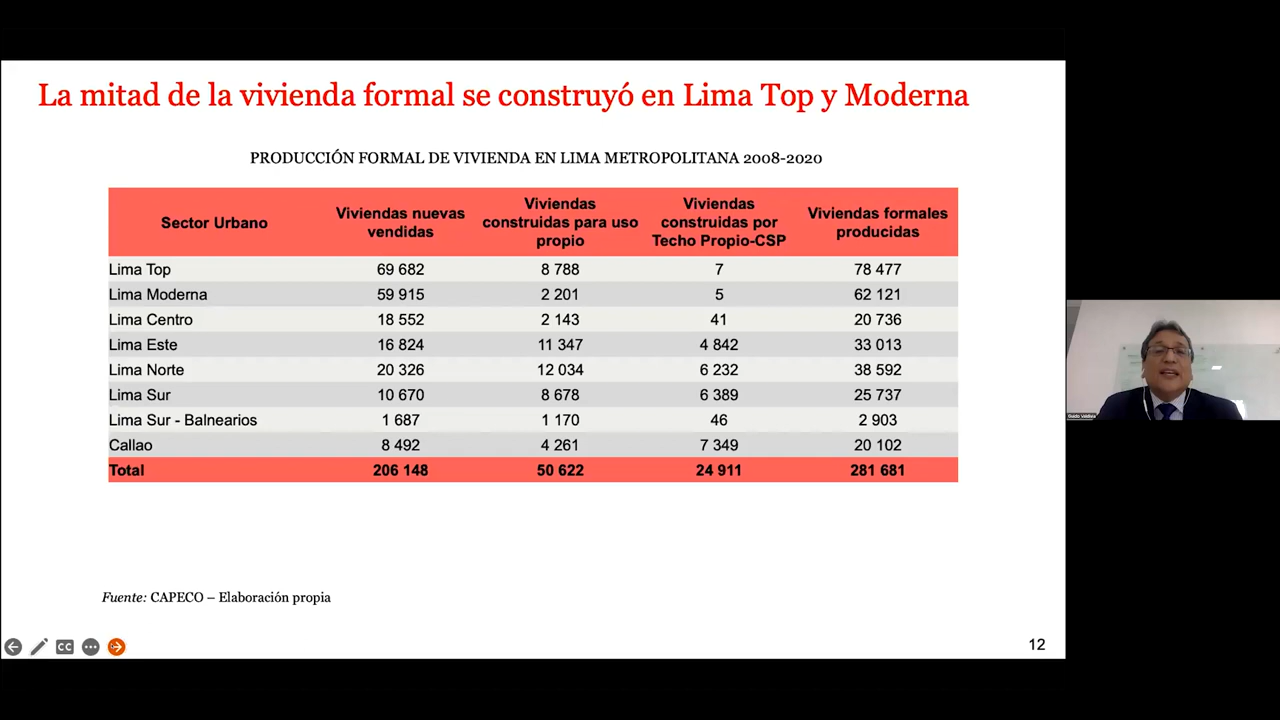 La mitad de la vivienda formal se construyó en Lima Top y Moderna
PRODUCCIÓN FORMAL DE VIVIENDA EN LIMA METROPOLITANA 2008-2020
Sector Urbano Viviendas nuevas vendidas Viviendas construidas para uso propio Viviendas construidas por Techo Propio-CSP Viviendas formales producidas
Lima Top 69 682 8 788 7 78 477
Lima Moderna 59 915 2 201 5 62 121
Lima Centro 18 552 2 143 41 20 736
Lima Este 16 824 11 347 4 842 33 013
Lima Norte 20 326 12 034 6 232 38 592
Lima Sur 10 670 8 678 6 389 25 737
Lima Sur - Balnearios 1 687 1 170 46 2 903
Callao 8 492 4 261 7 349 20 102
Total 206 148 50 622 24 911 281 681
Fuente: CAPECO – Elaboración propia
CC
12
Guido Valdivia